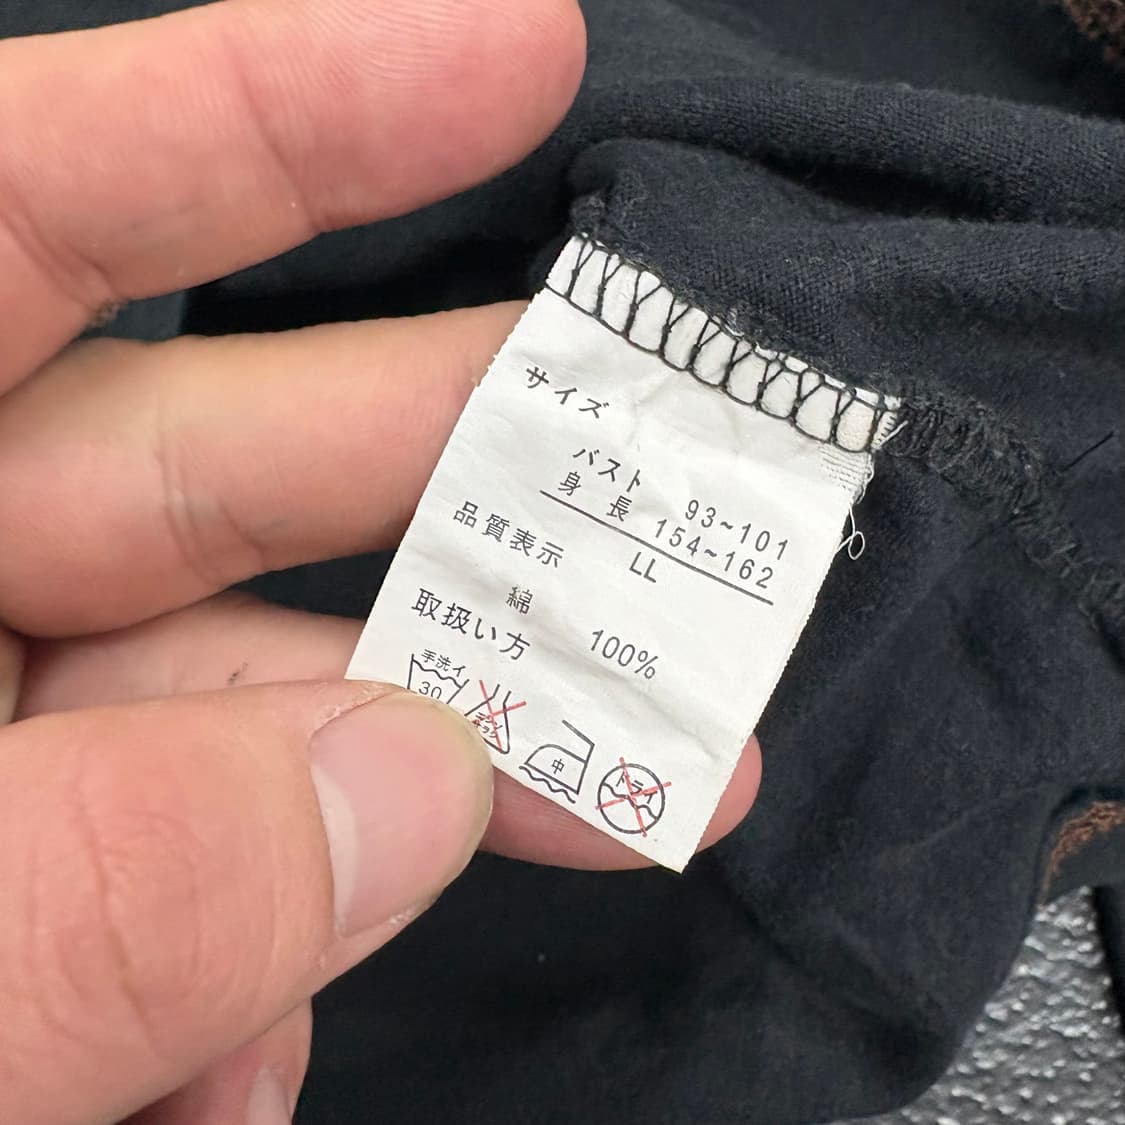 サイズ
バスト 93~101
身長 154~162
LL
品質表示
綿 100%
取扱い方
手洗イ
30
中
ドライ